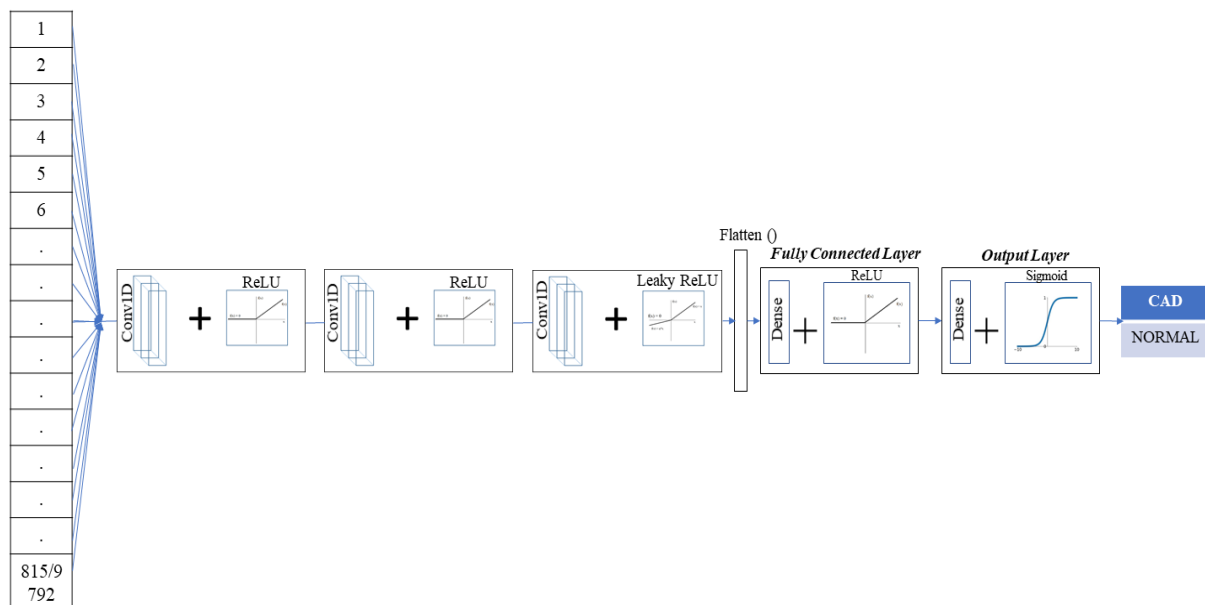 1
2
3
4
5
6
.
.
.
.
.
.
.
.
.
815/9
792
Conv1D
+
ReLU
Conv1D
+
ReLU
Conv1D
+
Leaky ReLU
Flatten ()
Fully Connected Layer
Dense
+
ReLU
Output Layer
Dense
+
Sigmoid
CAD
NORMAL